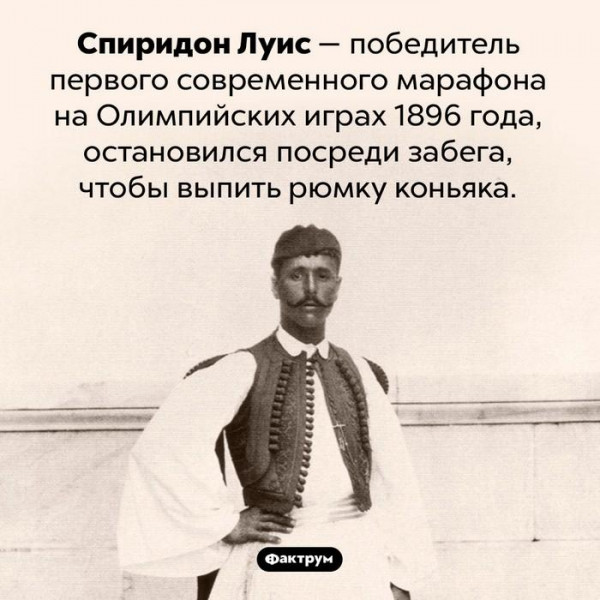 Спиридон Луис — победитель
первого современного марафона
на Олимпийских играх 1896 года,
остановился посреди забега,
чтобы выпить рюмку коньяка.
Фактрум